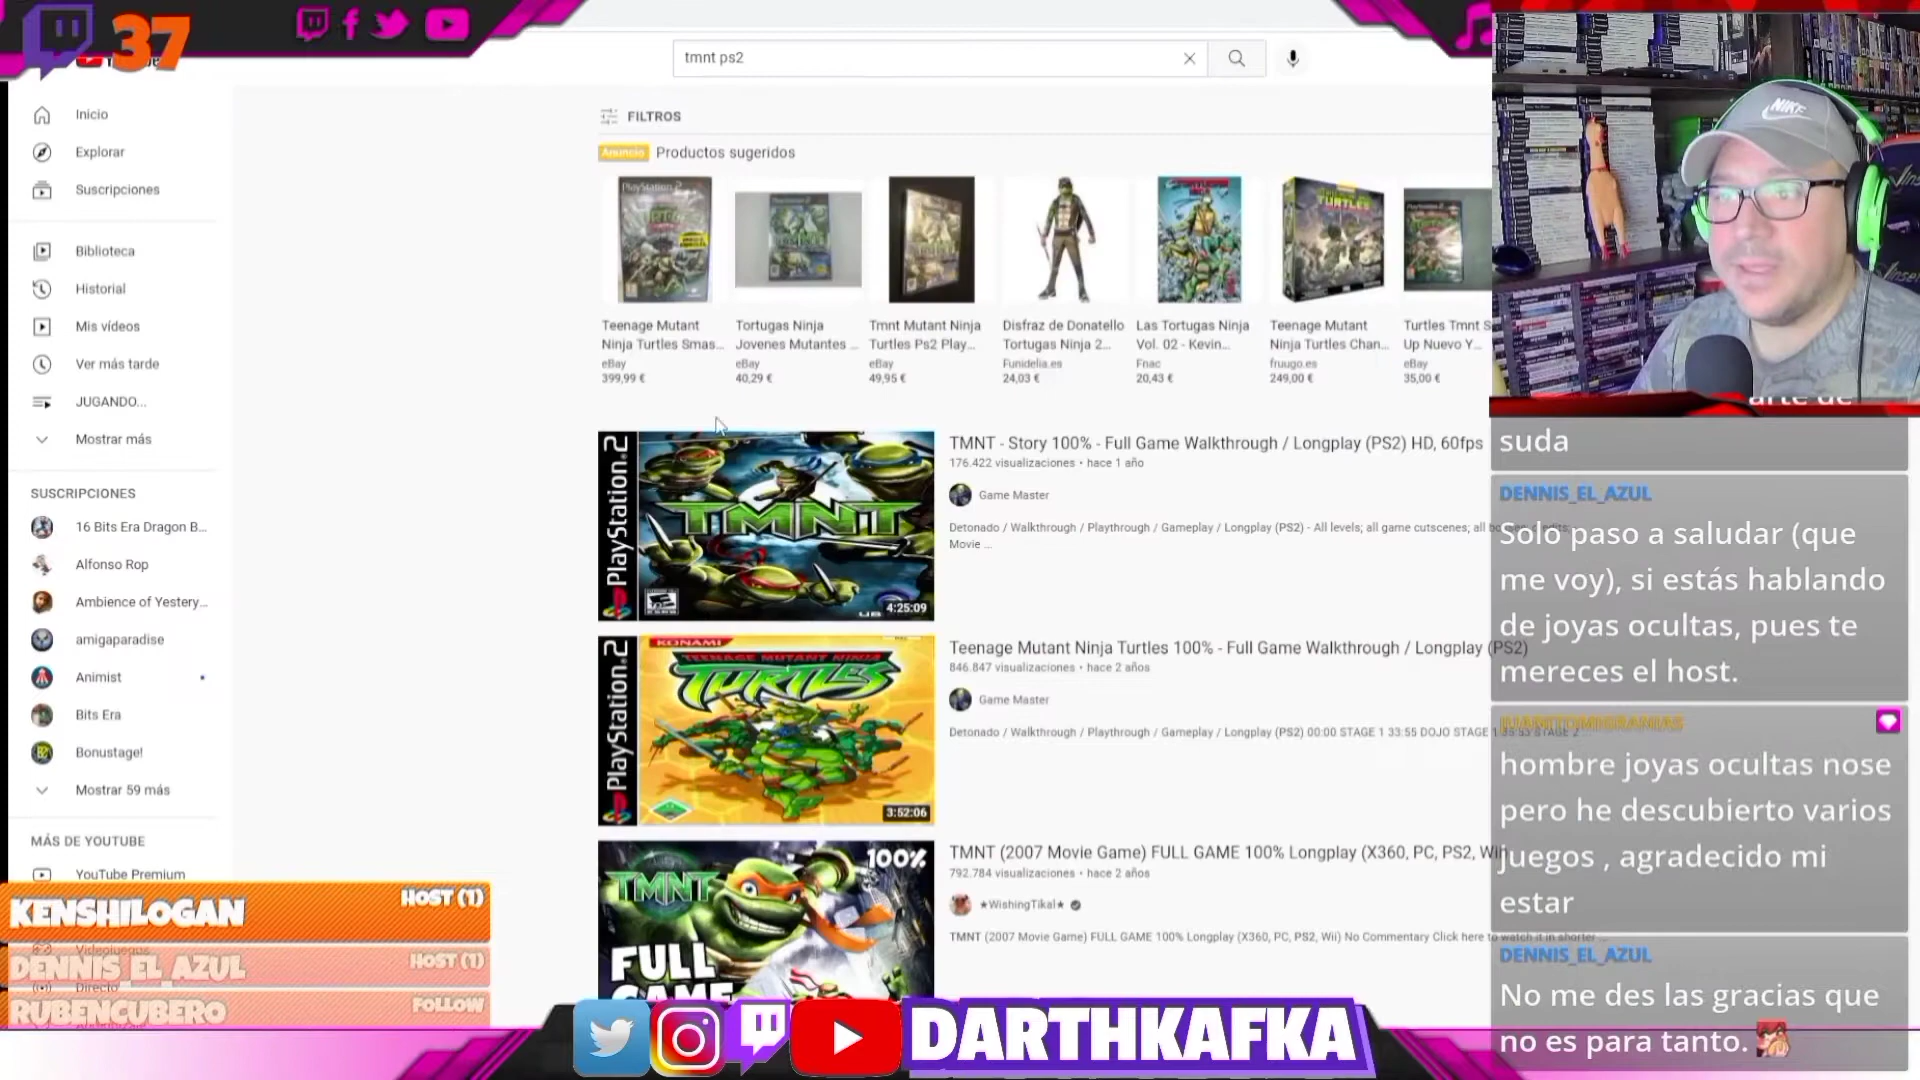 37
tmnt ps2
Inicio
Explorar
Suscripciones
Biblioteca
Historial
Mis vídeos
Ver más tarde
JUGANDO...
Mostrar más
SUSCRIPCIONES
16 Bits Era Dragon B...
Alfonso Rop
Ambience of Yestery...
amigaparadise
Animist
Bits Era
Bonustage!
Mostrar 59 más
MÁS DE YOUTUBE
YouTube Premium
Videojuegos
Directo
KENSHILOGAN
HOST (1)
DENNIS_EL_AZUL
HOST (1)
RUBENCUBERO
FOLLOW
FILTROS
Anuncio Productos sugeridos
Teenage Mutant
Ninja Turtles Smas...
eBay
399,99 €
Tortugas Ninja
Jovenes Mutantes ...
eBay
40,29 €
Tmnt Mutant Ninja
Turtles Ps2 Play...
eBay
49,95 €
Disfraz de Donatello
Tortugas Ninja 2...
Funidelia.es
24,03 €
Las Tortugas Ninja
Vol. 02 - Kevin...
Fnac
20,43 €
Teenage Mutant
Ninja Turtles Chan...
fruugo.es
249,00 €
Turtles Tmnt S
Up Nuevo Y...
eBay
35,00 €
PlayStation 2
TMNT
4:25:09
TMNT - Story 100% - Full Game Walkthrough / Longplay (PS2) HD, 60fps
176.422 visualizaciones • hace 1 año
Game Master
Detonado / Walkthrough / Playthrough / Gameplay / Longplay (PS2) - All levels; all game cutscenes; all
Movie ...
PlayStation 2
KONAMI
TEENAGE MUTANT NINJA
TURTLES
3:52:06
Teenage Mutant Ninja Turtles 100% - Full Game Walkthrough / Longplay (PS2)
846.847 visualizaciones • hace 2 años
Game Master
Detonado / Walkthrough / Playthrough / Gameplay / Longplay (PS2) 00:00 STAGE 1 33:55 DOJO STAGE
TMNT
100%
FULL
GAME
TMNT (2007 Movie Game) FULL GAME 100% Longplay (X360, PC, PS2, Wii
792.784 visualizaciones • hace 2 años
★WishingTikal★
TMNT (2007 Movie Game) FULL GAME 100% Longplay (X360, PC, PS2, Wii) No Commentary Click here to watch it in shorter ...
NIKE
arte de
suda
DENNIS_EL_AZUL
Solo paso a saludar (que
me voy), si estás hablando
de joyas ocultas, pues te
mereces el host.
JUANITOMIGRANIAS
hombre joyas ocultas nose
pero he descubierto varios
juegos , agradecido mi
estar
DENNIS_EL_AZUL
No me des las gracias que
no es para tanto.
DARTHKAFKA